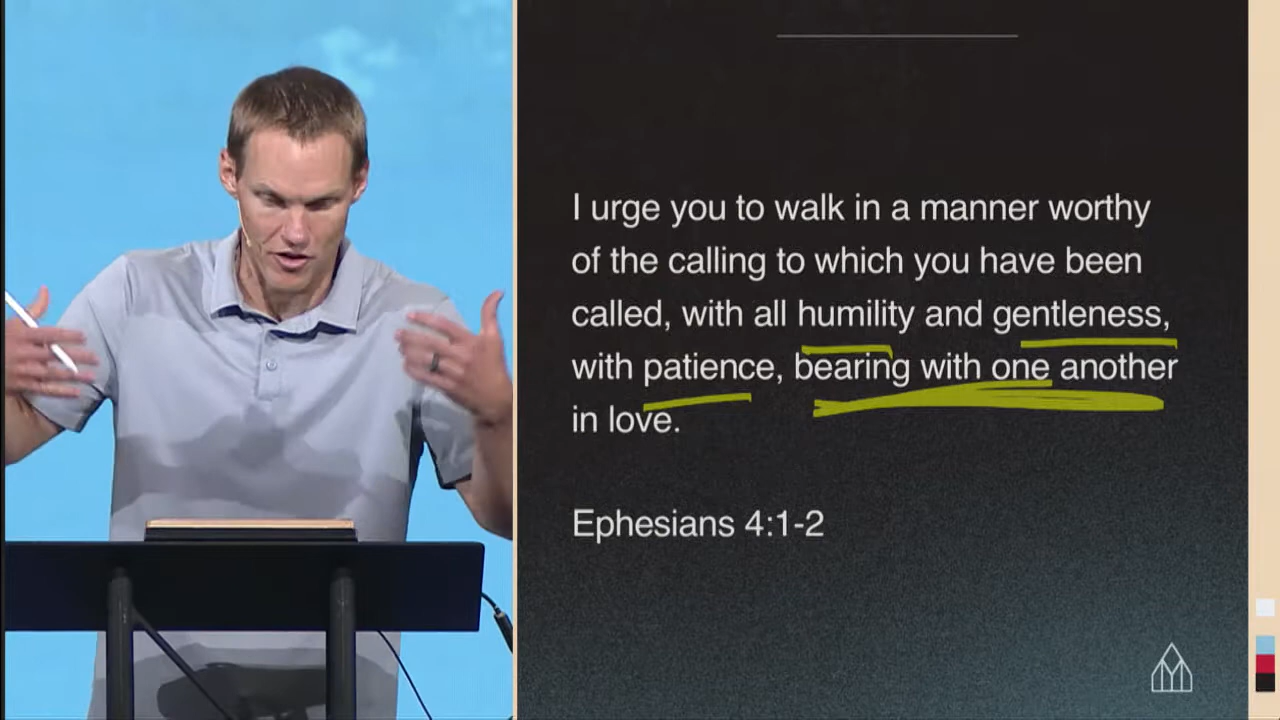 I urge you to walk in a manner worthy
of the calling to which you have been
called, with all humility and gentleness,
with patience, bearing with one another
in love.
Ephesians 4:1-2